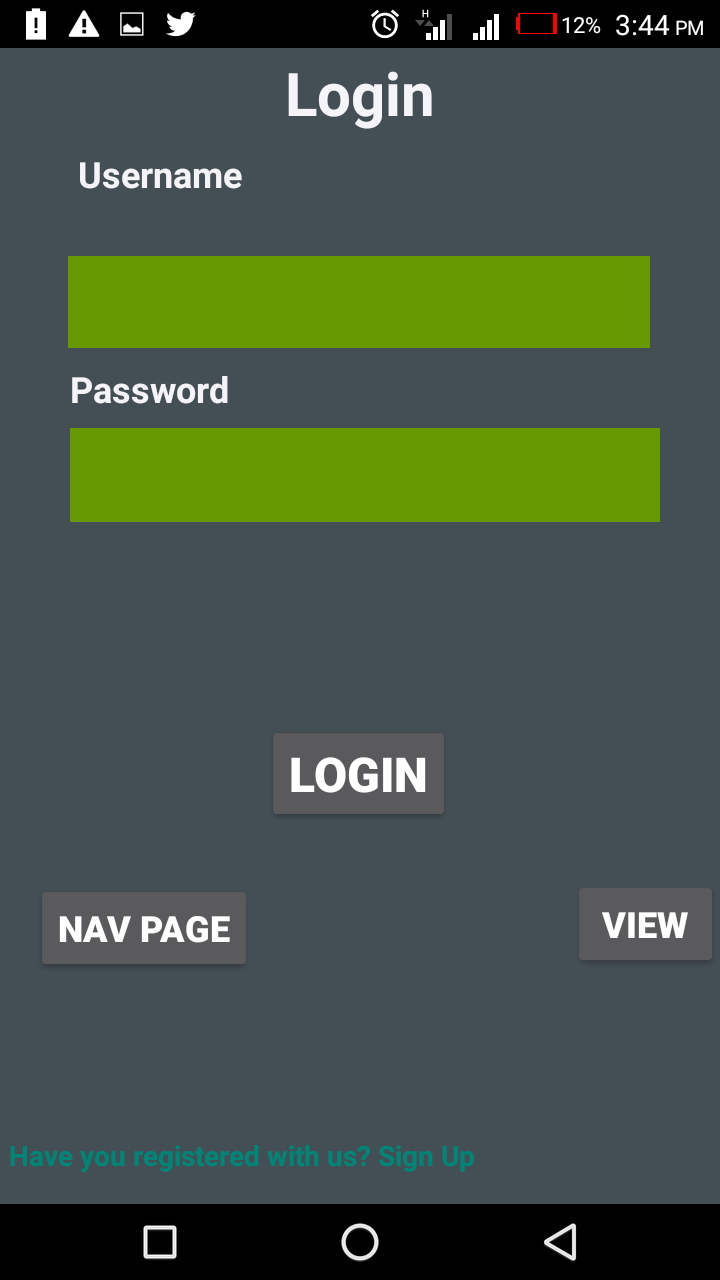 H
12% 3:44 PM
Login
Username
Password
LOGIN
NAV PAGE
VIEW
Have you registered with us? Sign Up